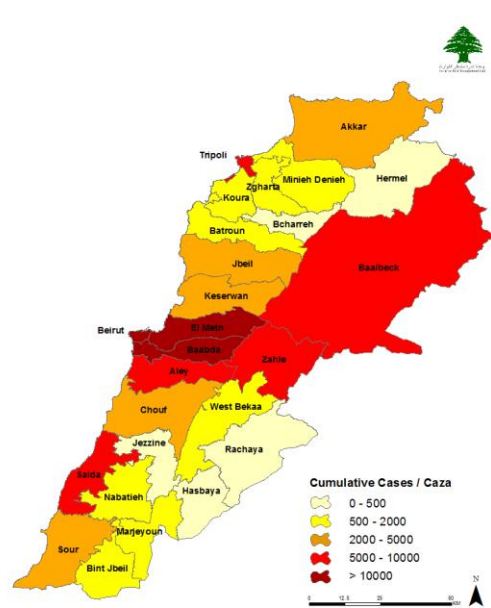 Akkar
Tripoli
Hermel
Zgharta
Minieh Denieh
Koura
Bcharreh
Batroun
Jbeil
Baalbeck
Keserwan
El Metn
Beirut
Baabda
Zahle
Aley
West Bekaa
Chouf
Jezzine
Rachaya
Saida
Hasbaya
Nabatieh
Marjeyoun
Sour
Bint Jbeil
Cumulative Cases / Caza
0 - 500
500 - 2000
2000 - 5000
5000 - 10000
> 10000
N